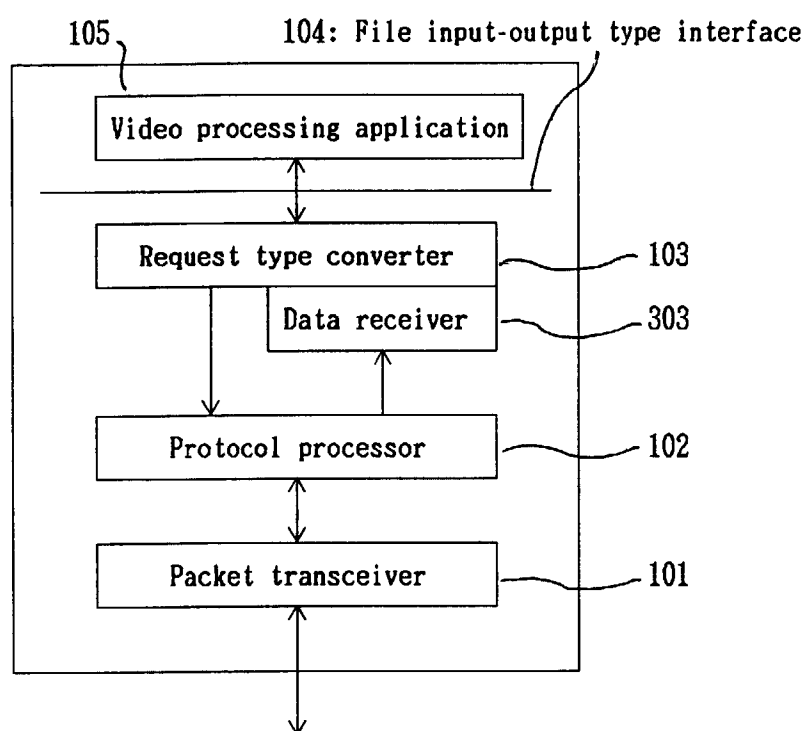 105
104: File input-output type interface
Video processing application
Request type converter
103
Data receiver
303
Protocol processor
102
Packet transceiver
101